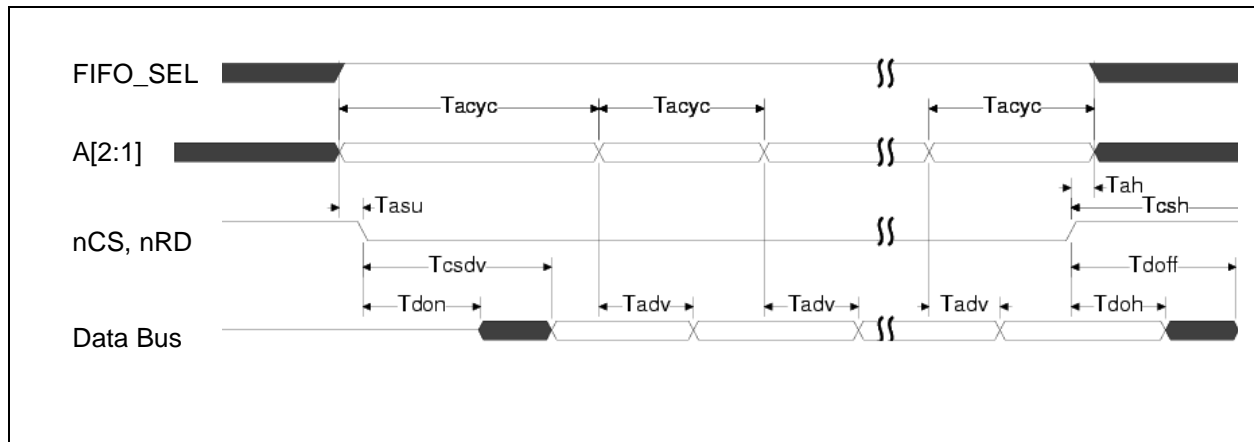 FIFO_SEL
Tacyc Tacyc Tacyc
A[2:1]
Tah
Tasu Tcsh
nCS, nRD
Tcsdv Tdoff
Tdon Tadv Tadv Tadv Tdoh
Data Bus